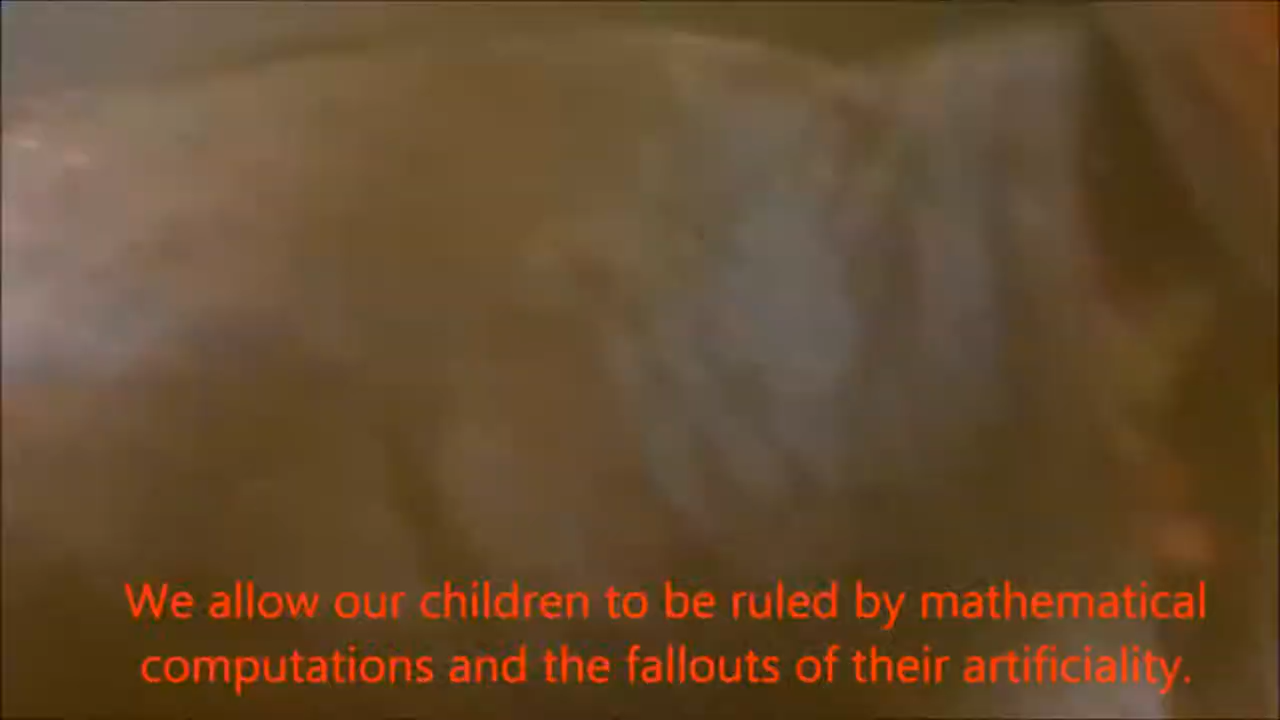 We allow our children to be ruled by mathematical
computations and the fallouts of their artificiality.